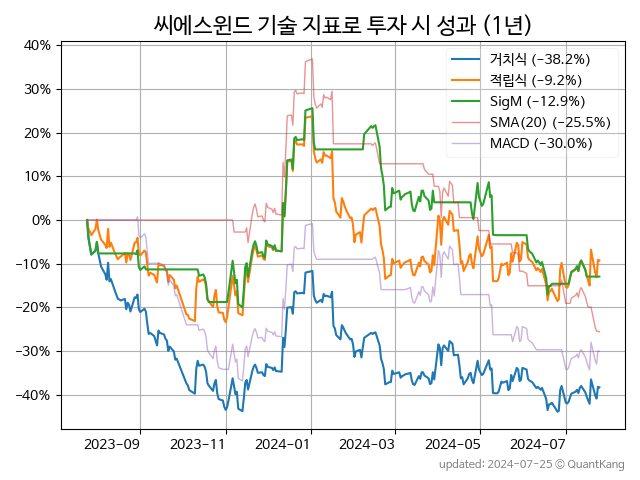 씨에스윈드 기술 지표로 투자 시 성과 (1년)
40%
30%
20%
10%
0%
−10%
−20%
−30%
−40%
거치식 (−38.2%)
적립식 (−9.2%)
SigM (−12.9%)
SMA(20) (−25.5%)
MACD (−30.0%)
2023-09
2023-11
2024-01
2024-03
2024-05
2024-07
updated: 2024-07-25 © QuantKang